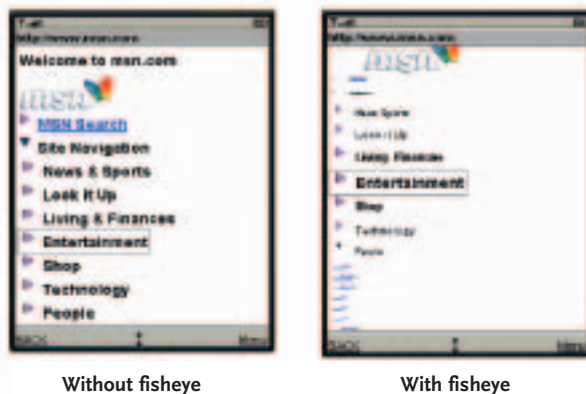 http://www.msn.com
Welcome to msn.com
msn
MSN Search
Site Navigation
News & Sports
Look it Up
Living & Finances
Entertainment
Shop
Technology
People
BACK Menu
Without fisheye
http://www.msn.com
msn
News Sports
Look it Up
Living Finances
Entertainment
Shop
Technology
People
BACK Menu
With fisheye